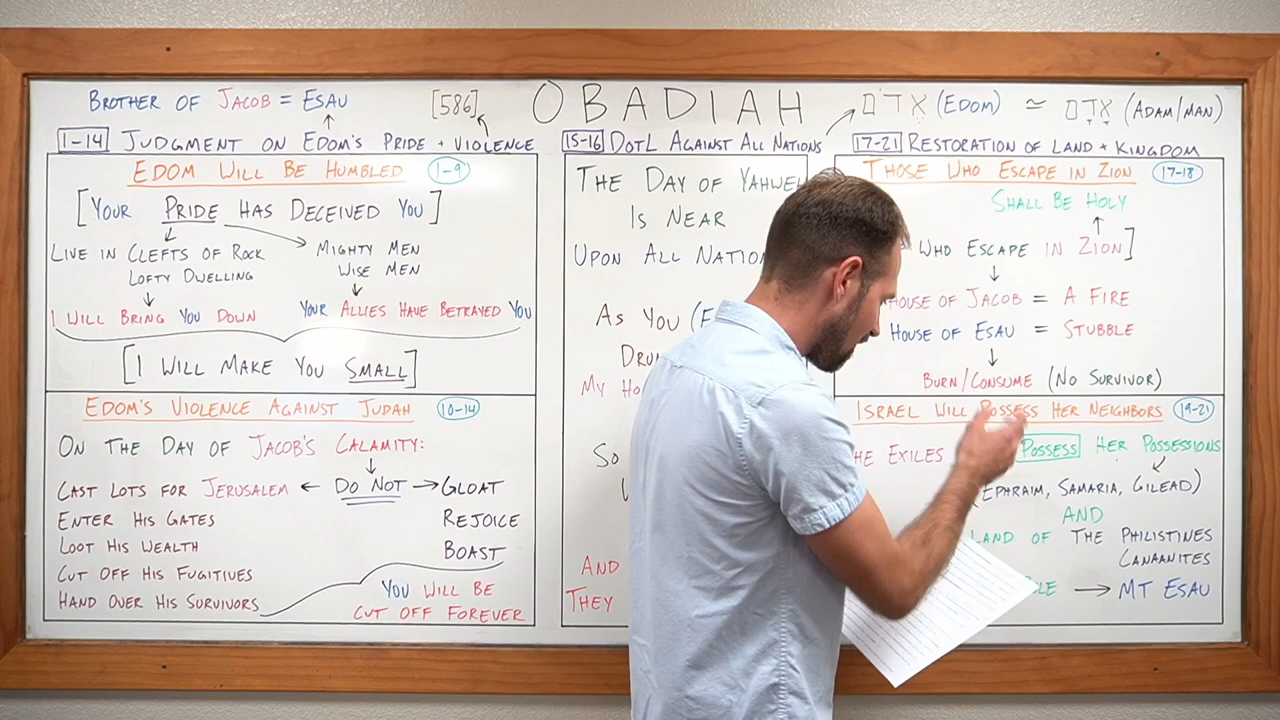 BROTHER OF JACOB = ESAU
[586]
OBADIAH
אֱדֹם (EDOM) ≃ אָדָם (ADAM/MAN)
1-14 JUDGMENT ON EDOM'S PRIDE + VIOLENCE
EDOM WILL BE HUMBLED 1-9
[YOUR PRIDE HAS DECEIVED YOU]
LIVE IN CLEFTS OF ROCK
LOFTY DWELLING
MIGHTY MEN
WISE MEN
I WILL BRING YOU DOWN
YOUR ALLIES HAVE BETRAYED YOU
[I WILL MAKE YOU SMALL]
EDOM'S VIOLENCE AGAINST JUDAH 10-14
ON THE DAY OF JACOB'S CALAMITY:
CAST LOTS FOR JERUSALEM ← DO NOT → GLOAT
ENTER HIS GATES
REJOICE
LOOT HIS WEALTH
BOAST
CUT OFF HIS FUGITIVES
HAND OVER HIS SURVIVORS
YOU WILL BE
CUT OFF FOREVER
15-16 DOTL AGAINST ALL NATIONS
THE DAY OF
IS NEAR
UPON ALL
AS YOU
MY
SO
AND
THEY
17-21 RESTORATION OF LAND + KINGDOM
THOSE WHO ESCAPE IN ZION 17-18
SHALL BE HOLY
WHO ESCAPE IN ZION]
HOUSE OF JACOB = A FIRE
HOUSE OF ESAU = STUBBLE
BURN/CONSUME (NO SURVIVOR)
ISRAEL WILL POSSESS HER NEIGHBORS 19-21
EXILES POSSESS HER POSSESSIONS
(EPHRAIM, SAMARIA, GILEAD)
AND
LAND OF THE PHILISTINES
CANAANITES
→ MT ESAU